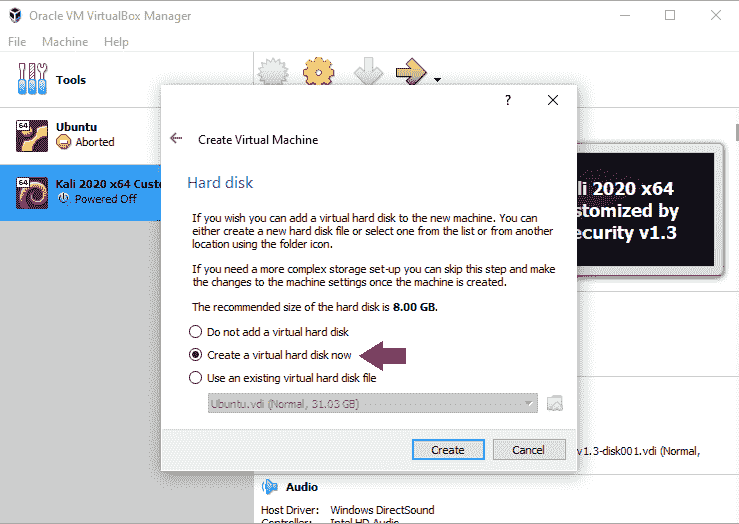 Oracle VM VirtualBox Manager
File Machine Help
Tools
64
Ubuntu
Aborted
64
Kali 2020 x64 Custo
Powered Off
?
Create Virtual Machine
Hard disk
If you wish you can add a virtual hard disk to the new machine. You can
either create a new hard disk file or select one from the list or from another
location using the folder icon.
If you need a more complex storage set-up you can skip this step and make
the changes to the machine settings once the machine is created.
The recommended size of the hard disk is 8.00 GB.
Do not add a virtual hard disk
Create a virtual hard disk now
Use an existing virtual hard disk file
Ubuntu.vdi (Normal, 31.03 GB)
Create Cancel
li 2020 x64
stomized by
security v1.3
v1.3-disk001.vdi (Normal,
Audio
Host Driver: Windows DirectSound
Controller: Intel HD Audio